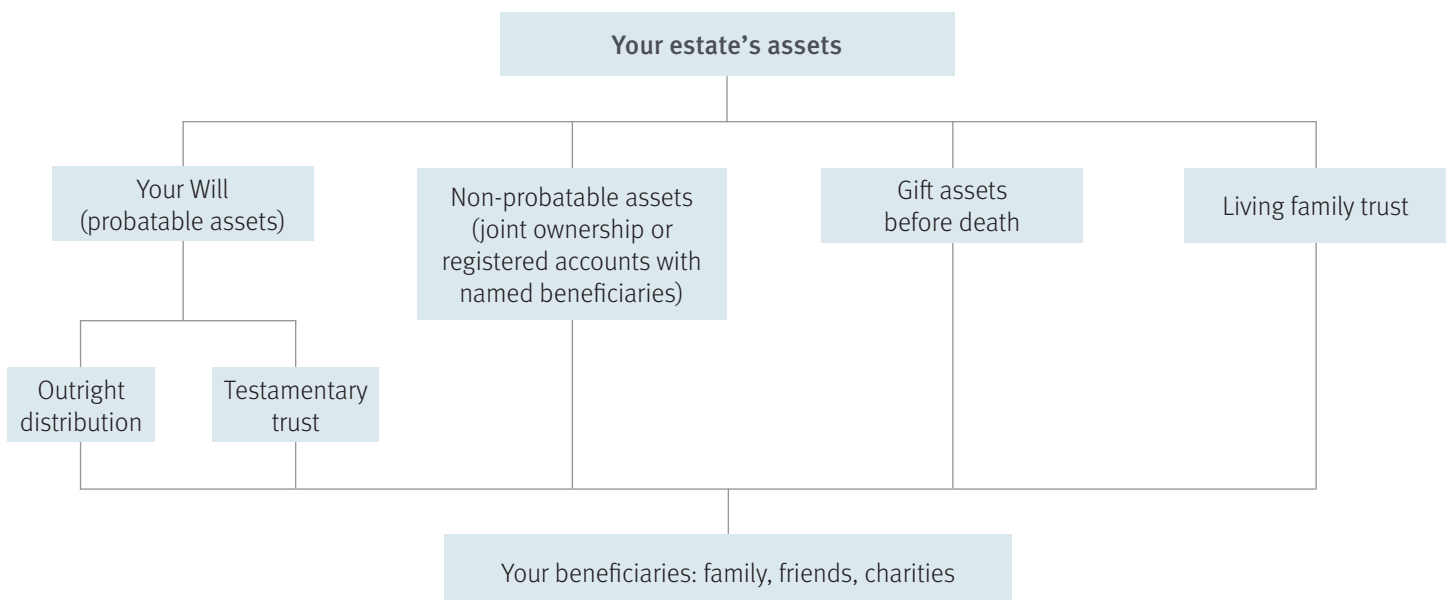 Your estate's assets
Your Will
(probatable assets)
Non-probatable assets
(joint ownership or
registered accounts with
named beneficiaries)
Gift assets
before death
Living family trust
Outright
distribution
Testamentary
trust
Your beneficiaries: family, friends, charities